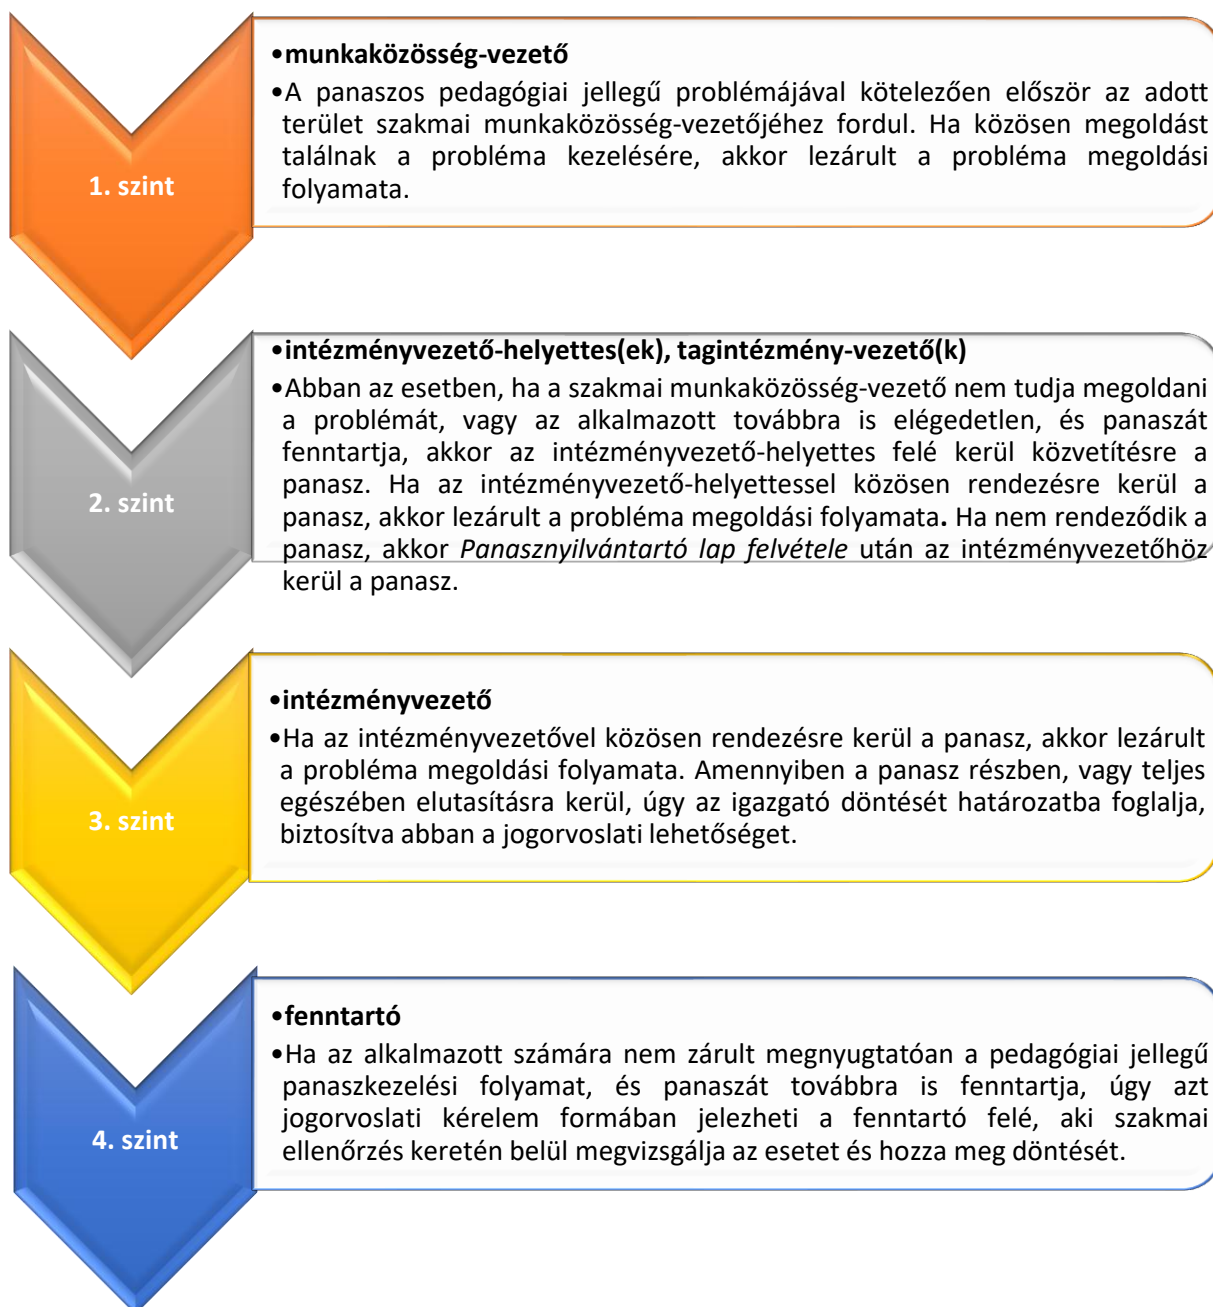 1. szint
•munkaközösség-vezető
•A panaszos pedagógiai jellegű problémájával kötelezően először az adott
terület szakmai munkaközösség-vezetőjéhez fordul. Ha közösen megoldást
találnak a probléma kezelésére, akkor lezárult a probléma megoldási
folyamata.
2. szint
•intézményvezető-helyettes(ek), tagintézmény-vezető(k)
•Abban az esetben, ha a szakmai munkaközösség-vezető nem tudja megoldani
a problémát, vagy az alkalmazott továbbra is elégedetlen, és panaszát
fenntartja, akkor az intézményvezető-helyettes felé kerül közvetítésre a
panasz. Ha az intézményvezető-helyettessel közösen rendezésre kerül a
panasz, akkor lezárult a probléma megoldási folyamata. Ha nem rendeződik a
panasz, akkor Panasznyilvántartó lap felvétele után az intézményvezetőhöz
kerül a panasz.
3. szint
•intézményvezető
•Ha az intézményvezetővel közösen rendezésre kerül a panasz, akkor lezárult
a probléma megoldási folyamata. Amennyiben a panasz részben, vagy teljes
egészében elutasításra kerül, úgy az igazgató döntését határozatba foglalja,
biztosítva abban a jogorvoslati lehetőséget.
4. szint
•fenntartó
•Ha az alkalmazott számára nem zárult megnyugtatóan a pedagógiai jellegű
panaszkezelési folyamat, és panaszát továbbra is fenntartja, úgy azt
jogorvoslati kérelem formában jelezheti a fenntartó felé, aki szakmai
ellenőrzés keretén belül megvizsgálja az esetet és hozza meg döntését.